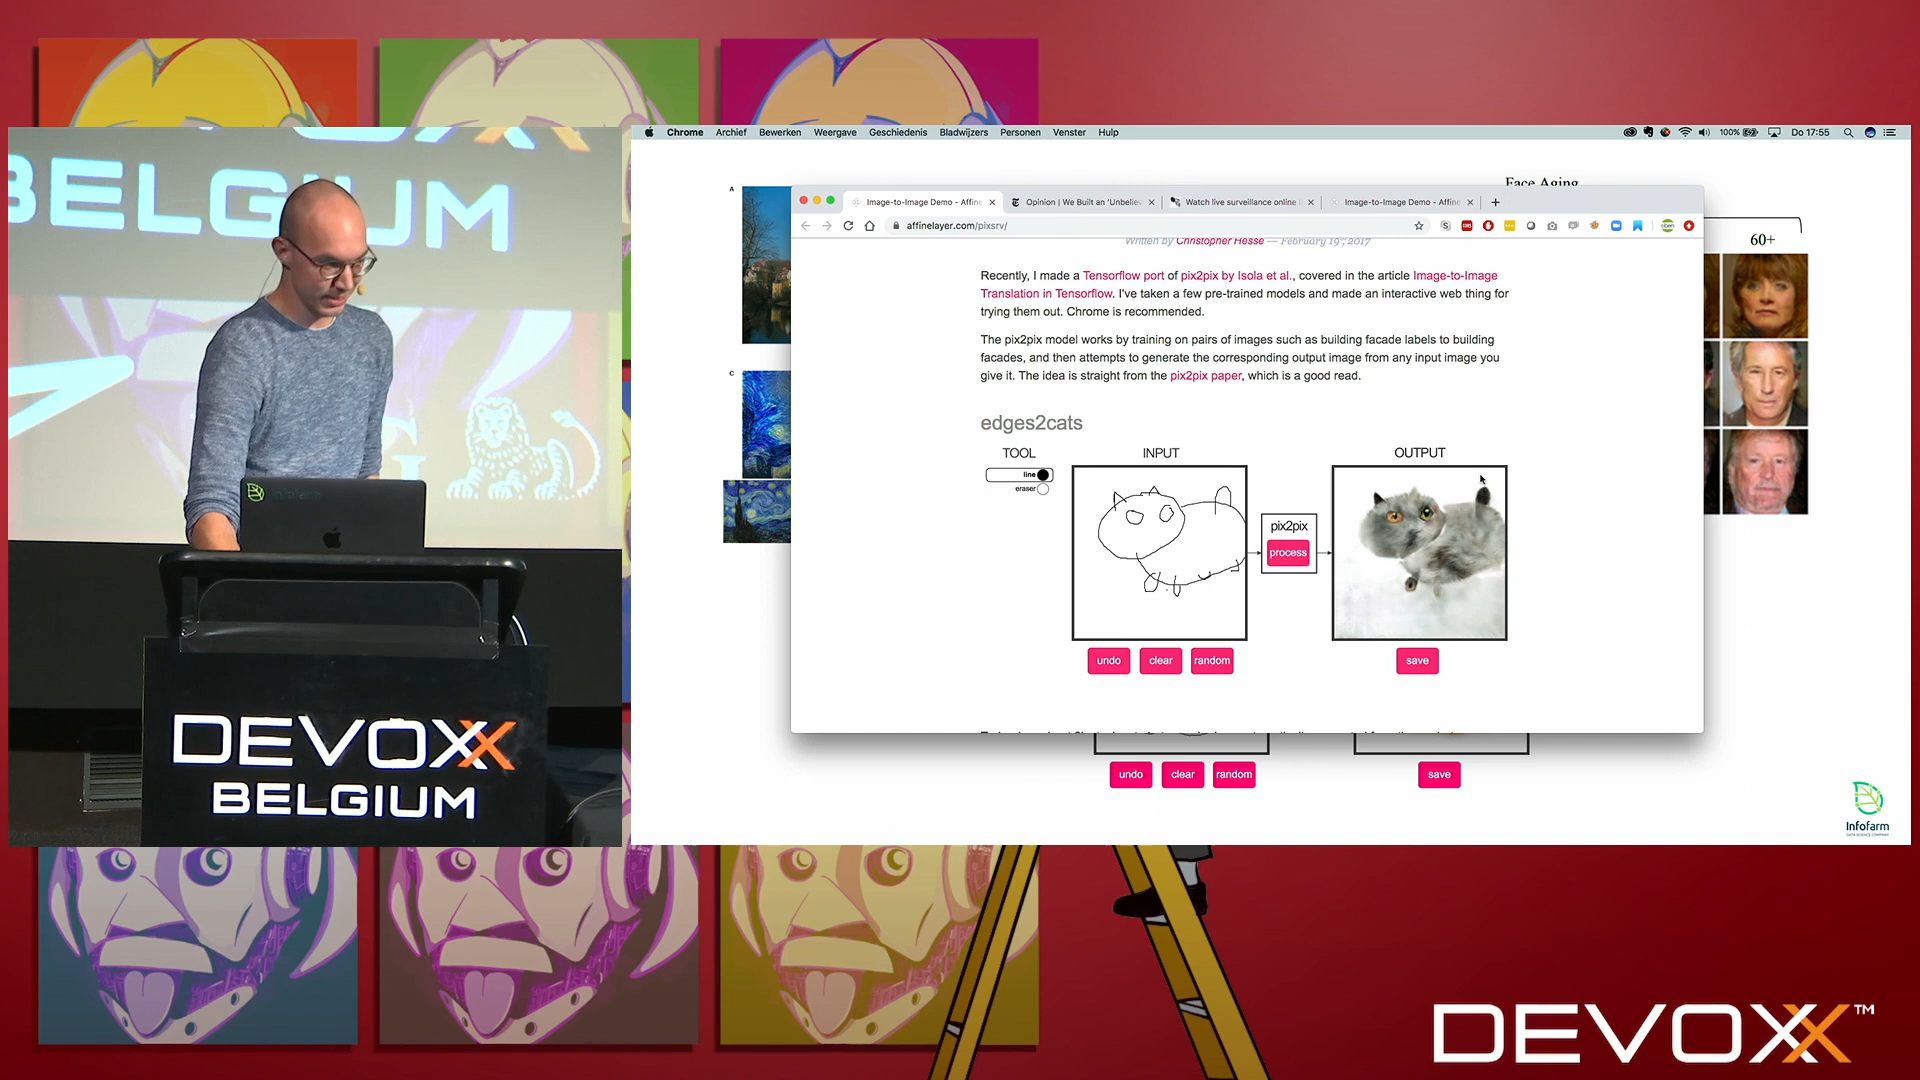 BELGIUM
infofarm
DEVOXX
BELGIUM
Chrome Archief Bewerken Weergave Geschiedenis Bladwijzers Personen Venster Help
100% Do 17:55
A
C
Face Aging
60+
Image-to-Image Demo - Affine
Opinion | We Built an 'Unbeliev
Watch live surveillance online
Image-to-Image Demo - Affine
affinelayer.com/pixsrv/
Written by Christopher Hesse — February 19, 2017
Recently, I made a Tensorflow port of pix2pix by Isola et al., covered in the article Image-to-Image
Translation in Tensorflow. I've taken a few pre-trained models and made an interactive web thing for
trying them out. Chrome is recommended.
The pix2pix model works by training on pairs of images such as building facade labels to building
facades, and then attempts to generate the corresponding output image from any input image you
give it. The idea is straight from the pix2pix paper, which is a good read.
edges2cats
TOOL
line
eraser
INPUT
pix2pix
process
OUTPUT
undo clear random
save
undo clear random
save
Infofarm
DATA SCIENCE COMPANY
DEVOXX™